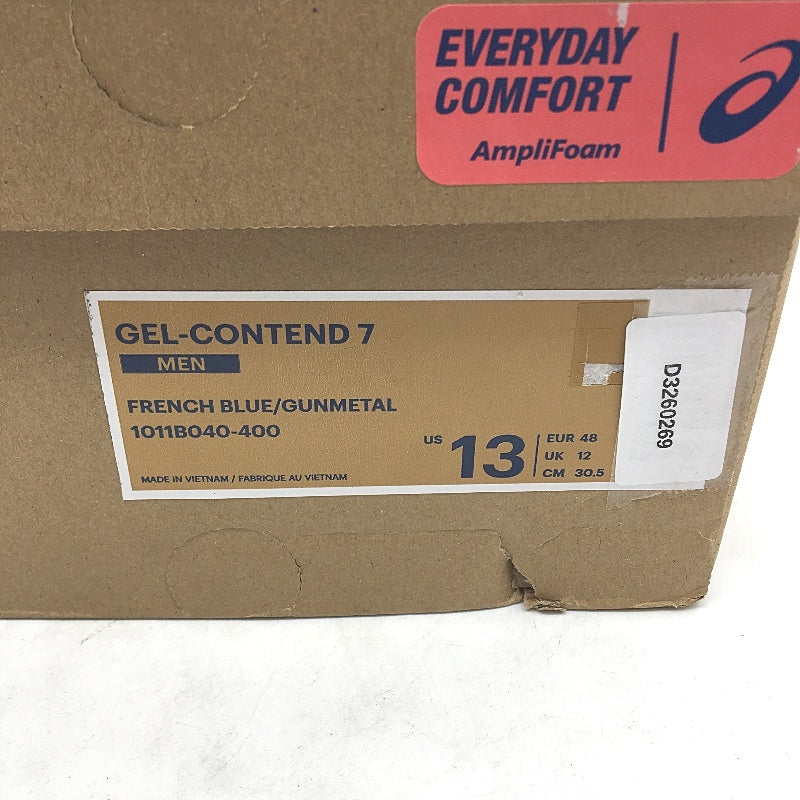 EVERYDAY
COMFORT
AmpliFoam
GEL-CONTEND 7
MEN
FRENCH BLUE/GUNMETAL
1011B040-400
US 13
EUR 48
UK 12
CM 30.5
MADE IN VIETNAM / FABRIQUE AU VIETNAM
D3260269